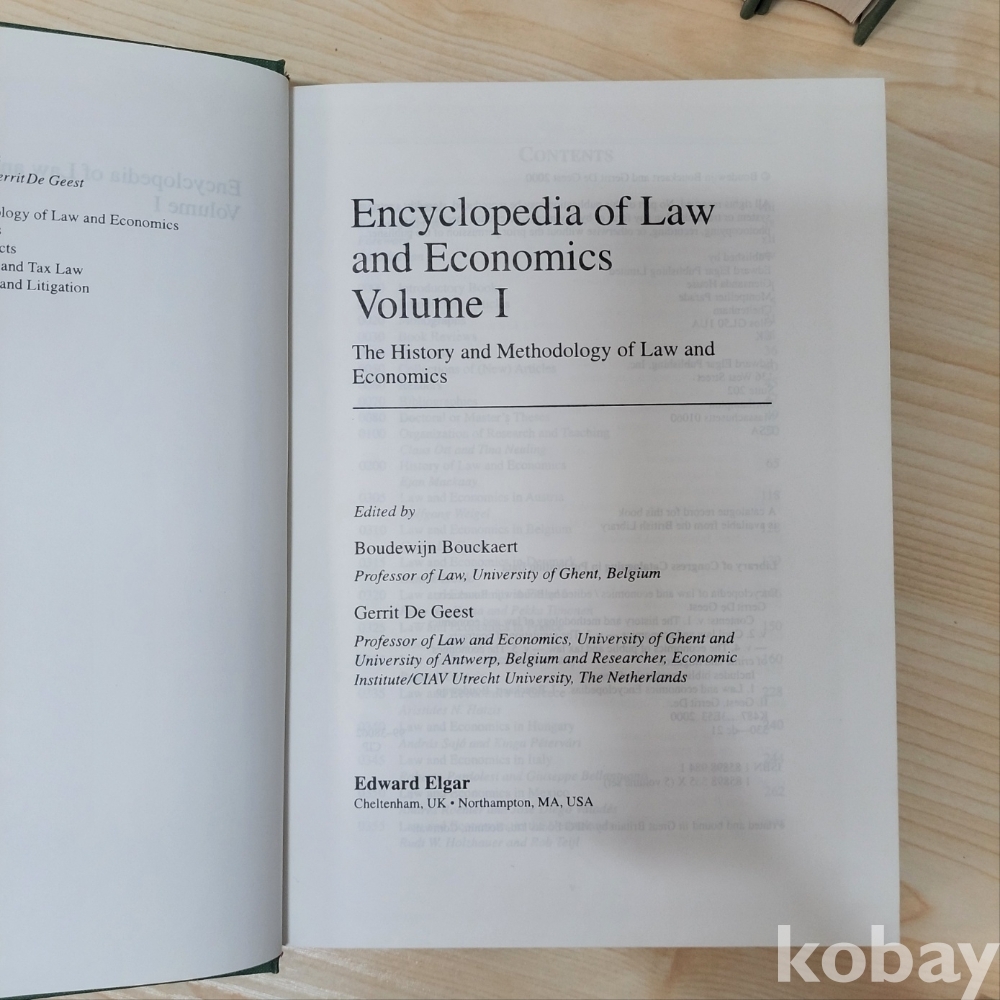 Gerrit De Geest
ology of Law and Economics
s
cts
and Tax Law
and Litigation
Encyclopedia of Law
and Economics
Volume I
The History and Methodology of Law and
Economics
Edited by
Boudewijn Bouckaert
Professor of Law, University of Ghent, Belgium
Gerrit De Geest
Professor of Law and Economics, University of Ghent and
University of Antwerp, Belgium and Researcher, Economic
Institute/CIAV Utrecht University, The Netherlands
Edward Elgar
Cheltenham, UK • Northampton, MA, USA
kobay